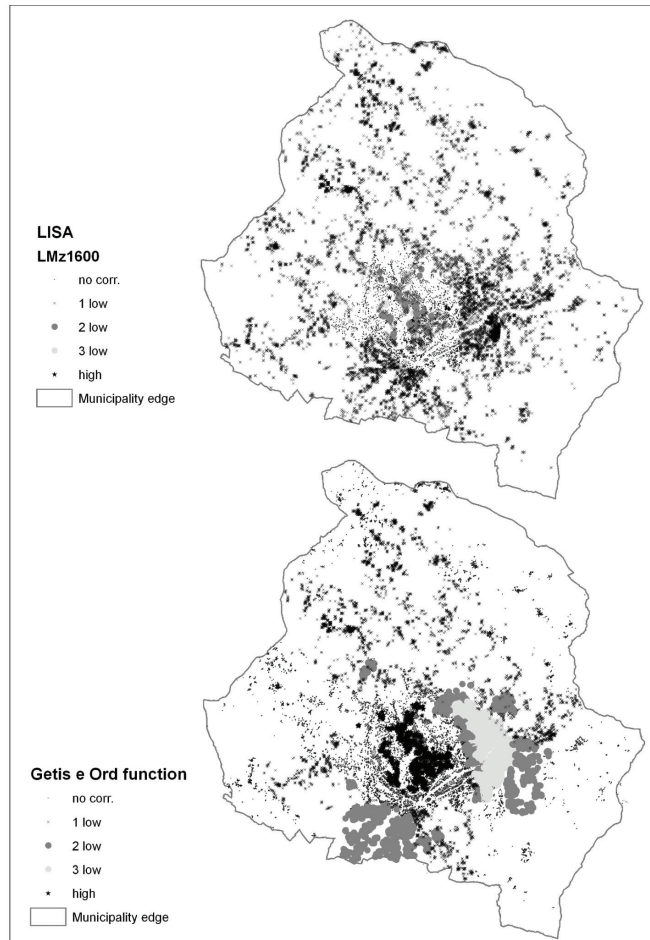 LISA
LMz1600
no corr.
1 low
2 low
3 low
high
Municipality edge
Getis e Ord function
no corr.
1 low
2 low
3 low
high
Municipality edge